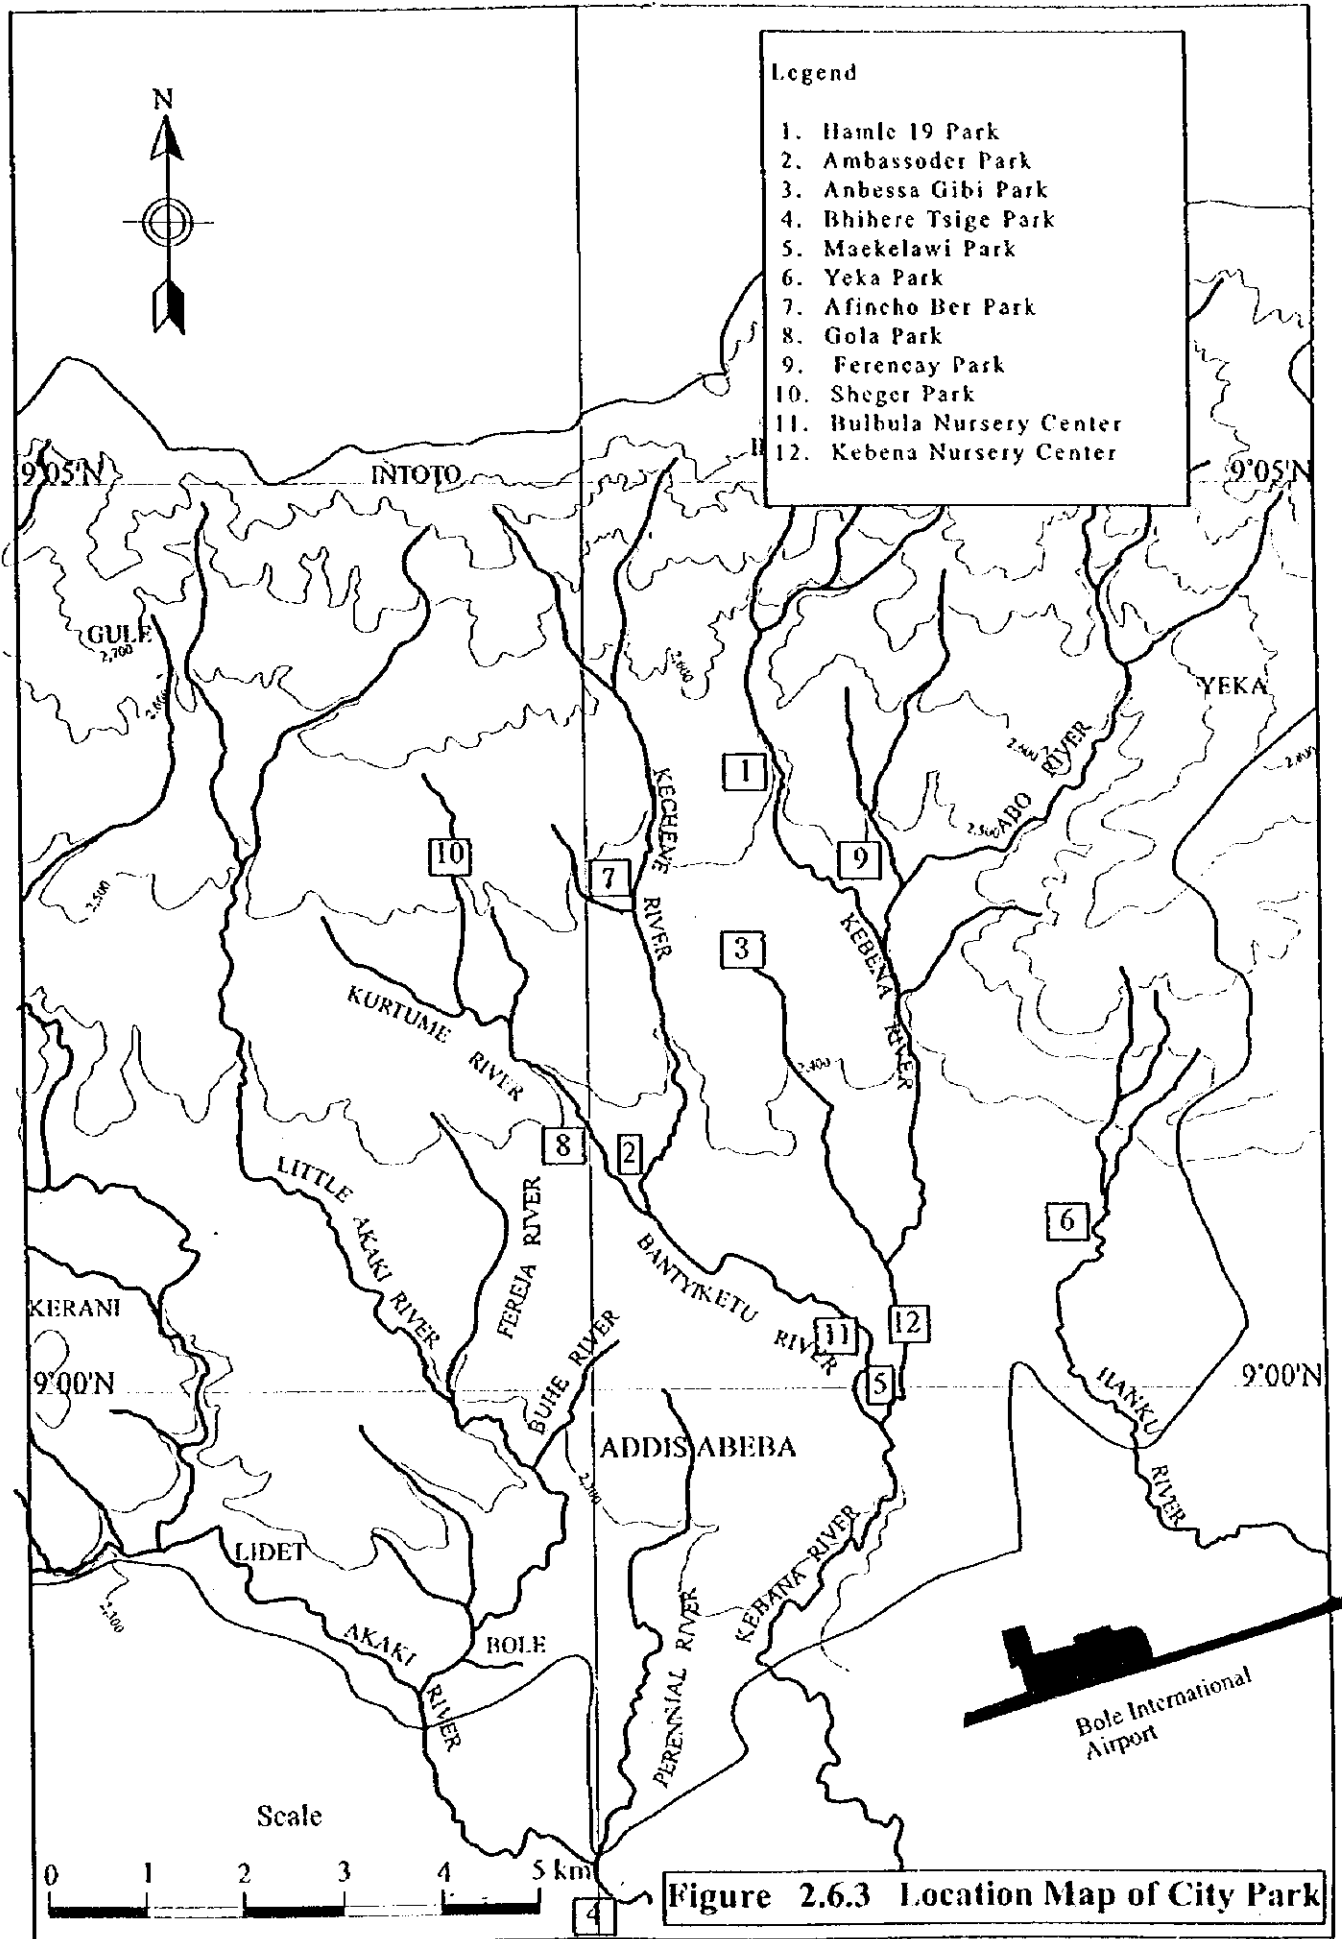 N
Legend
1. Hamle 19 Park
2. Ambassoder Park
3. Anbessa Gibi Park
4. Bhihere Tsige Park
5. Maekelawi Park
6. Yeka Park
7. Afincho Ber Park
8. Gola Park
9. Ferencay Park
10. Sheger Park
11. Bulbula Nursery Center
12. Kebena Nursery Center
9°05'N
INTOTO
9°05'N
GULE
2,700
2,600
2,600
YEKA
2,600
2,600
ABO RIVER
2,500
1
KECHENE RIVER
10
7
9
2,500
3
KEBENA RIVER
KURTUME RIVER
2,400
8
2
6
LITTLE AKAKI RIVER
FEREJA RIVER
BANTYIKETU RIVER
KERANI
BUHE RIVER
11
12
9°00'N
5
9°00'N
HANKU RIVER
ADDIS ABEBA
2,300
LIDET
KEBANA RIVER
2,300
AKAKI RIVER
BOLE
PERENNIAL RIVER
Bole International
Airport
Scale
0 1 2 3 4 5 km
4
Figure 2.6.3 Location Map of City Park